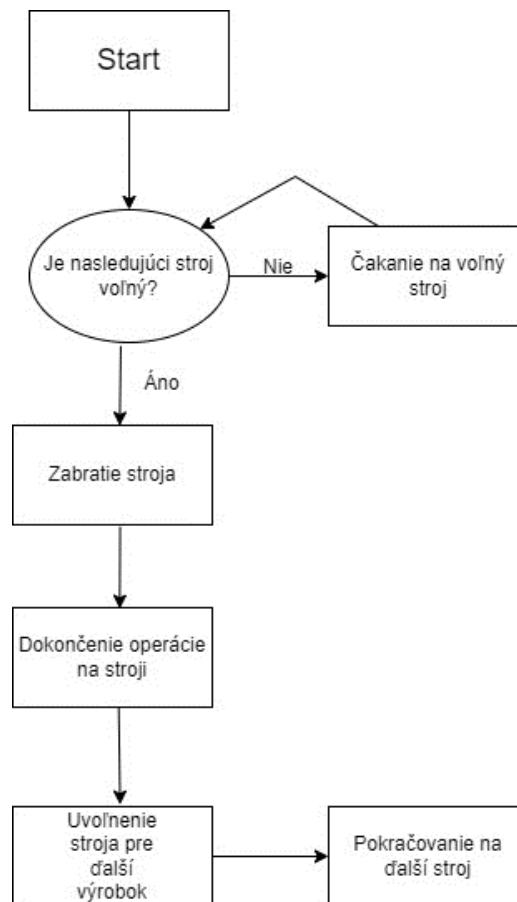 Start
Je nasledujúci stroj
voľný?
Nie
Čakanie na voľný
stroj
Áno
Zabratie stroja
Dokončenie operácie
na stroji
Uvoľnenie
stroja pre
ďalší
výrobok
Pokračovanie na
ďalší stroj